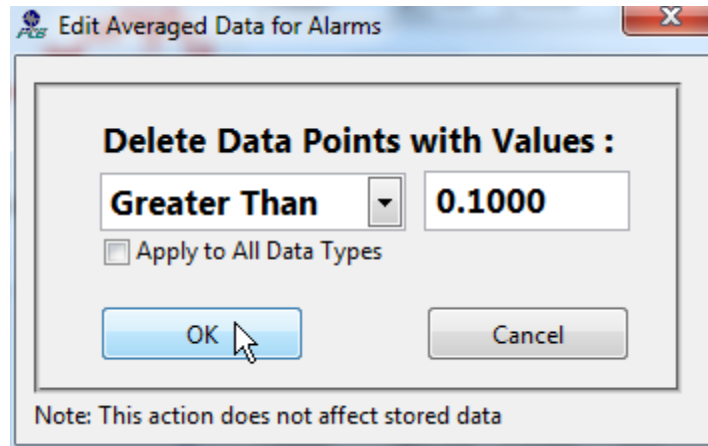 PCB Edit Averaged Data for Alarms
Delete Data Points with Values :
Greater Than 0.1000
Apply to All Data Types
OK Cancel
Note: This action does not affect stored data